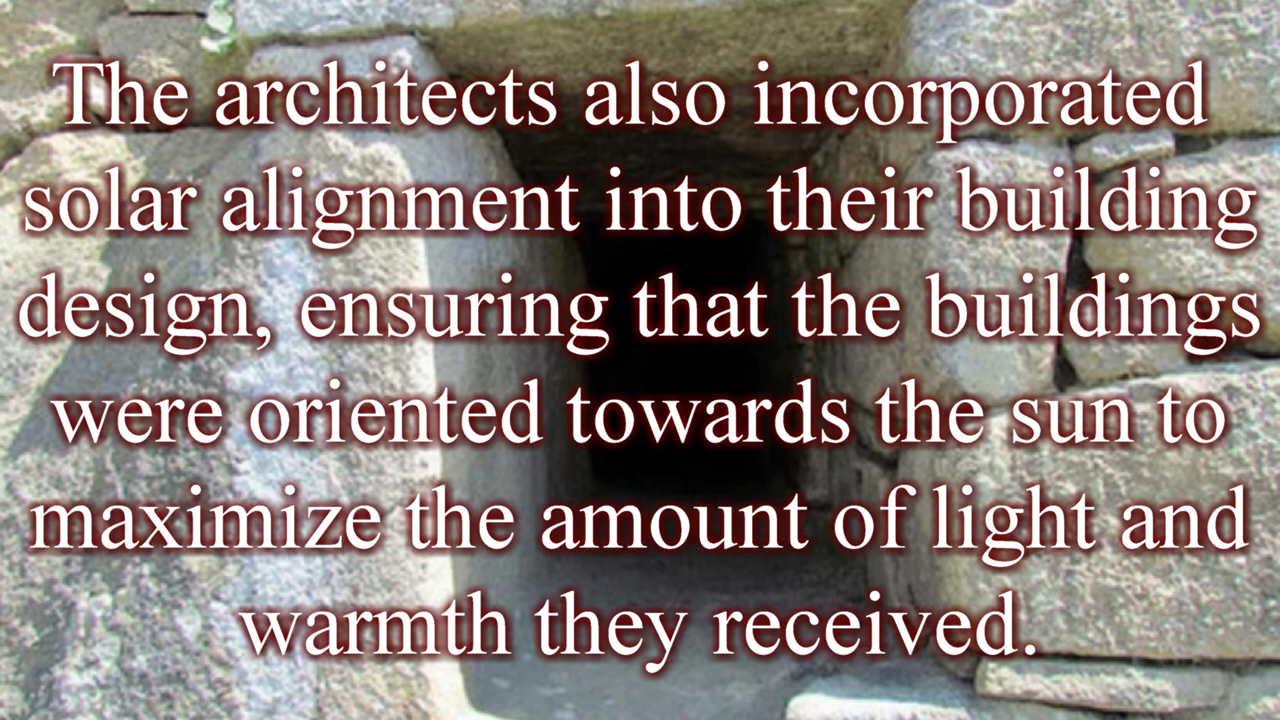 The architects also incorporated
solar alignment into their building
design, ensuring that the buildings
were oriented towards the sun to
maximize the amount of light and
warmth they received.